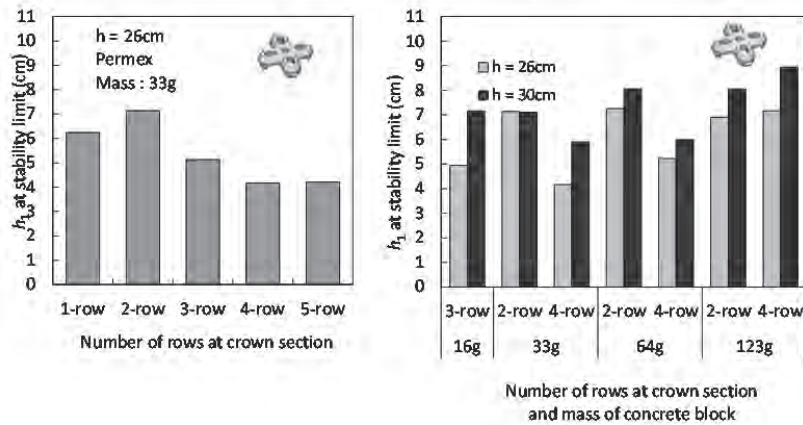 h₁ at stability limit (cm)
11
10
9
8
7
6
5
4
3
2
1
0
h = 26cm
Permex
Mass : 33g
1-row 2-row 3-row 4-row 5-row
Number of rows at crown section
h₁ at stability limit (cm)
11
10
9
8
7
6
5
4
3
2
1
0
h = 26cm
h = 30cm
3-row 2-row 4-row 2-row 4-row 2-row 4-row
16g 33g 64g 123g
Number of rows at crown section
and mass of concrete block